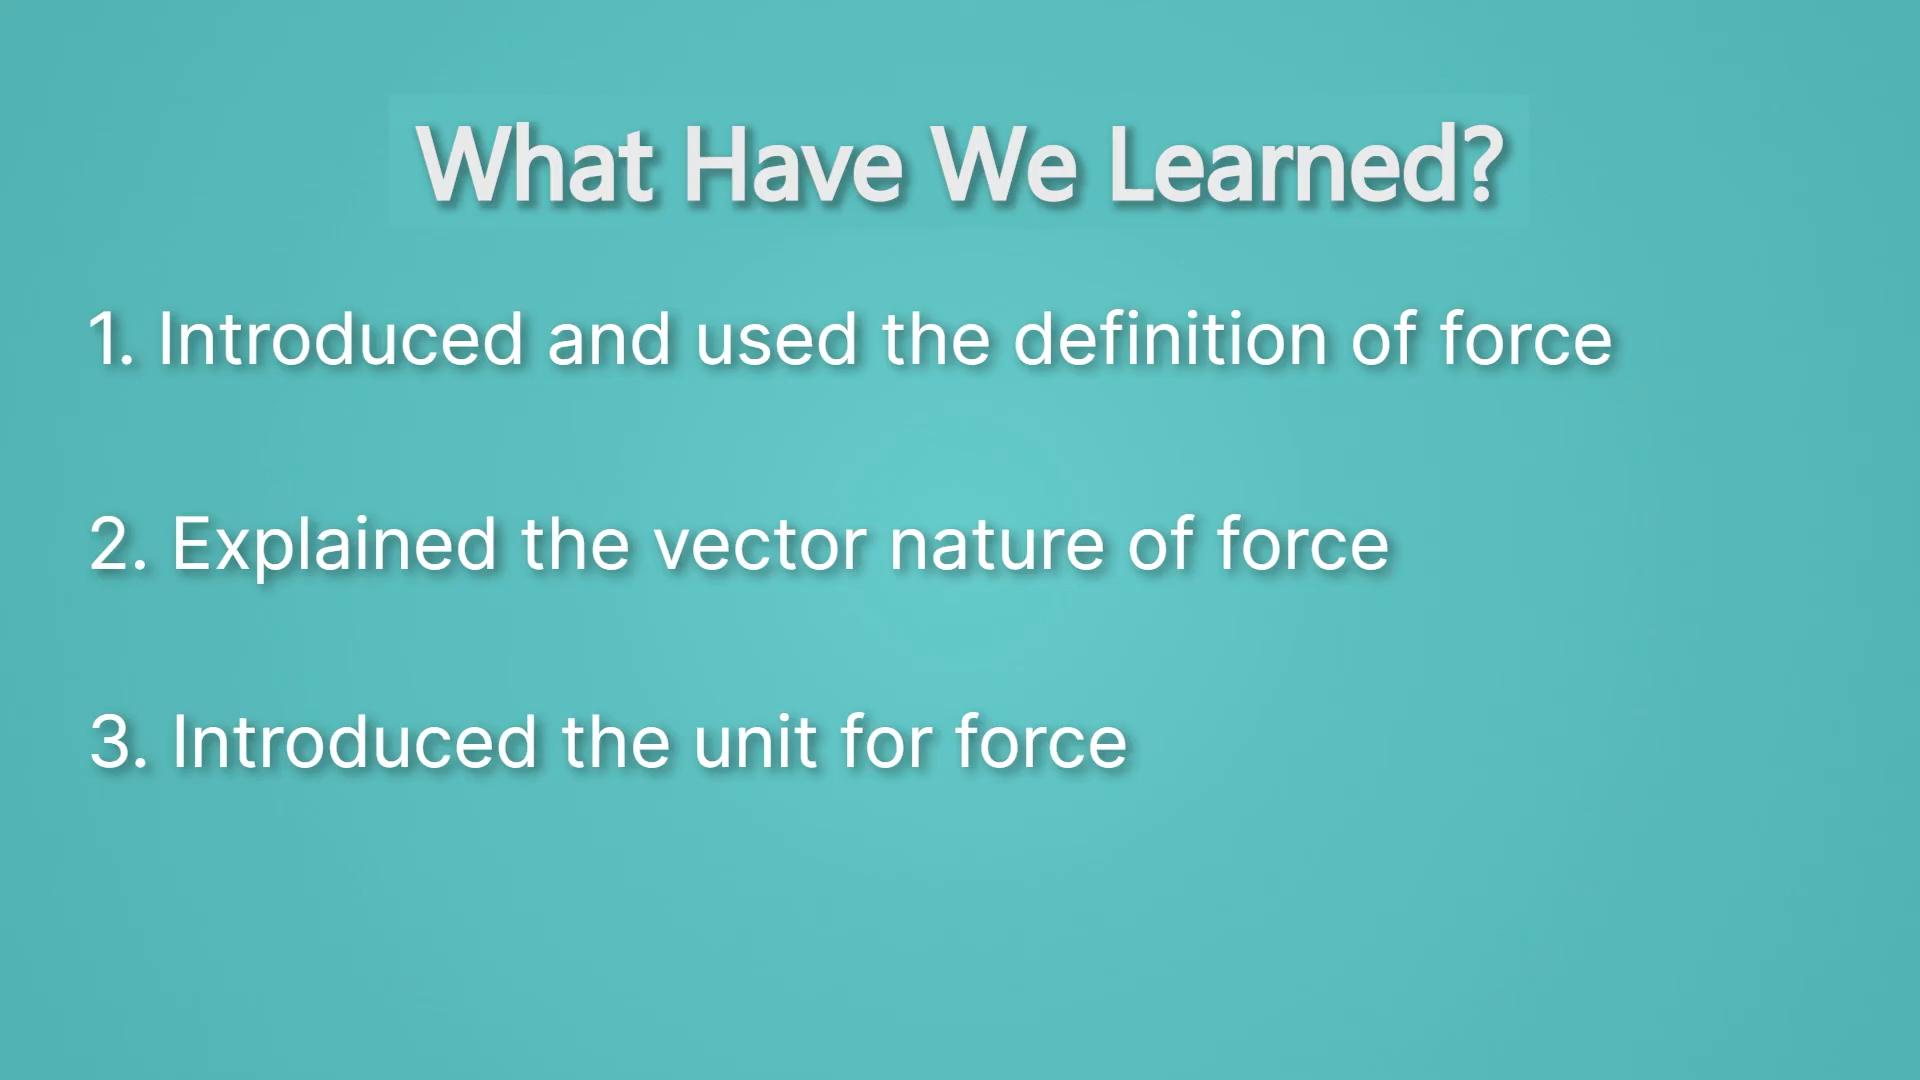 What Have We Learned?
1. Introduced and used the definition of force
2. Explained the vector nature of force
3. Introduced the unit for force